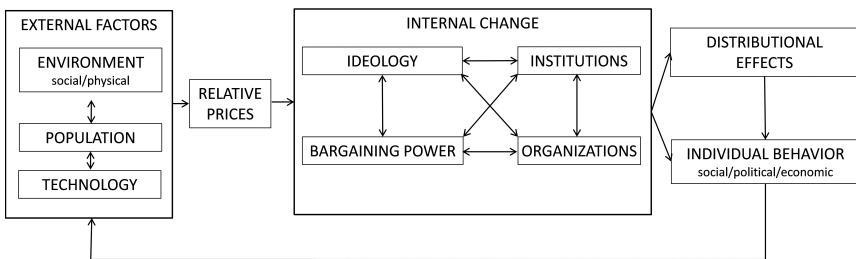 EXTERNAL FACTORS
ENVIRONMENT
social/physical
POPULATION
TECHNOLOGY
RELATIVE
PRICES
INTERNAL CHANGE
IDEOLOGY
INSTITUTIONS
BARGAINING POWER
ORGANIZATIONS
DISTRIBUTIONAL
EFFECTS
INDIVIDUAL BEHAVIOR
social/political/economic